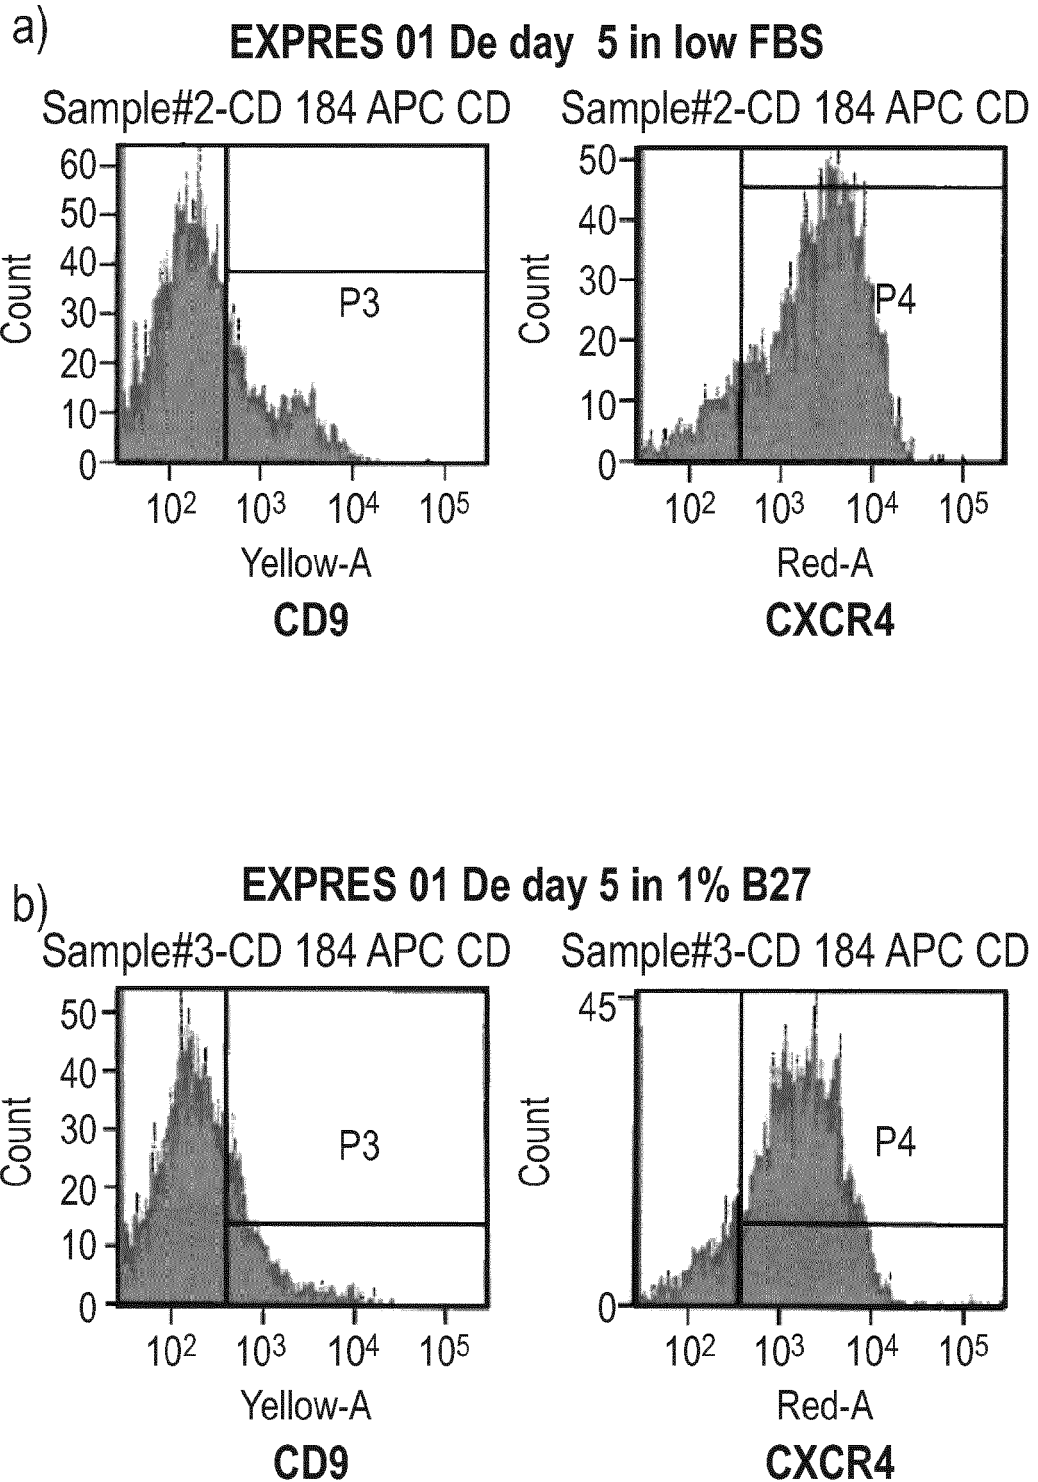 a)
EXPRES 01 De day 5 in low FBS
Sample#2-CD 184 APC CD
Sample#2-CD 184 APC CD
60
50
40
30
20
10
0
Count
P3
10² 10³ 10⁴ 10⁵
Yellow-A
CD9
50
40
30
20
10
0
Count
P4
10² 10³ 10⁴ 10⁵
Red-A
CXCR4
b)
EXPRES 01 De day 5 in 1% B27
Sample#3-CD 184 APC CD
Sample#3-CD 184 APC CD
50
40
30
20
10
0
Count
P3
10² 10³ 10⁴ 10⁵
Yellow-A
CD9
45
0
Count
P4
10² 10³ 10⁴ 10⁵
Red-A
CXCR4